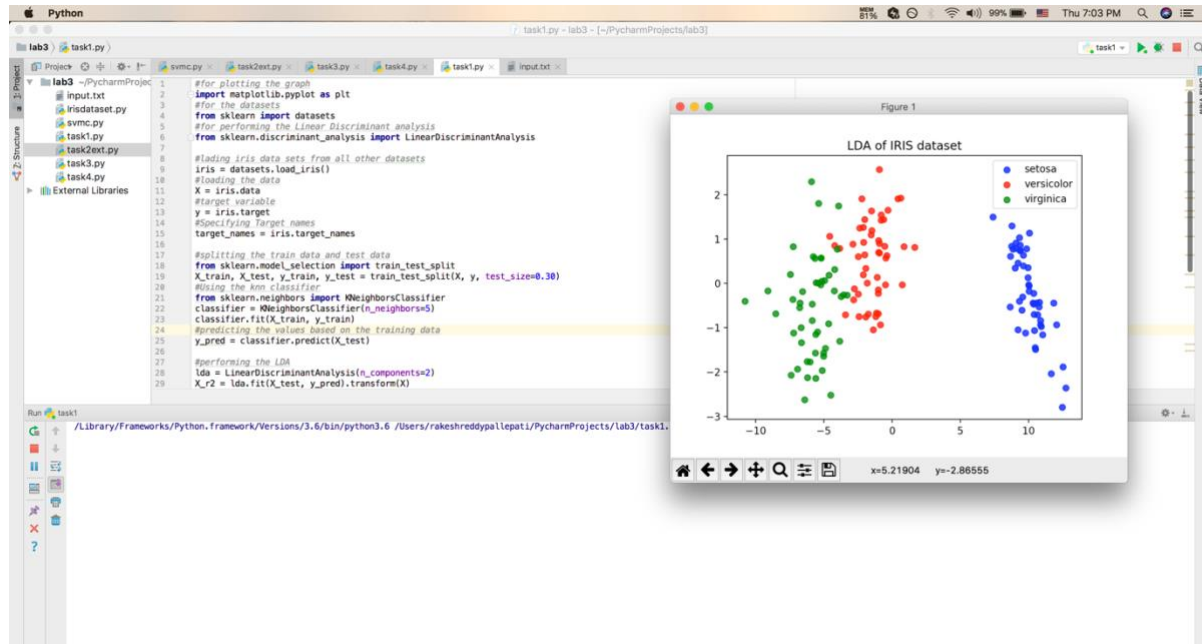 Python
81%
99%
Thu 7:03 PM
task1.py - lab3 - [~/PycharmProjects/lab3]
lab3
task1.py
task1
Project
svmc.py
task2ext.py
task3.py
task4.py
task1.py
input.txt
1: Project
Structure
lab3 ~/PycharmProjec
input.txt
Irisdataset.py
svmc.py
task1.py
task2ext.py
task3.py
task4.py
External Libraries
1 #for plotting the graph
2 import matplotlib.pyplot as plt
3 #for the datasets
4 from sklearn import datasets
5 #for performing the Linear Discriminant analysis
6 from sklearn.discriminant_analysis import LinearDiscriminantAnalysis
7
8 #lading iris data sets from all other datasets
9 iris = datasets.load_iris()
10 #loading the data
11 X = iris.data
12 #target variable
13 y = iris.target
14 #Specifying Target names
15 target_names = iris.target_names
16
17 #splitting the train data and test data
18 from sklearn.model_selection import train_test_split
19 X_train, X_test, y_train, y_test = train_test_split(X, y, test_size=0.30)
20 #Using the knn classifier
21 from sklearn.neighbors import KNeighborsClassifier
22 classifier = KNeighborsClassifier(n_neighbors=5)
23 classifier.fit(X_train, y_train)
24 #predicting the values based on the training data
25 y_pred = classifier.predict(X_test)
26
27 #performing the LDA
28 lda = LinearDiscriminantAnalysis(n_components=2)
29 X_r2 = lda.fit(X_test, y_pred).transform(X)
Figure 1
LDA of IRIS dataset
setosa
versicolor
virginica
2
1
0
−1
−2
−3
−10 −5 0 5 10
x=5.21904 y=-2.86555
Run task1
/Library/Frameworks/Python.framework/Versions/3.6/bin/python3.6 /Users/rakeshreddypallepati/PycharmProjects/lab3/task1.